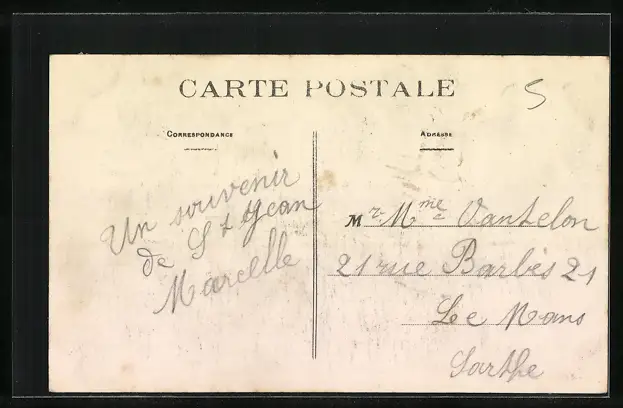 CARTE POSTALE
5
CORRESPONDANCE
ADRESSE
Un souvenir
de St Jean
Marcelle
Mr Mme Vantelon
21 rue Barbès 21
Le Mans
Sarthe